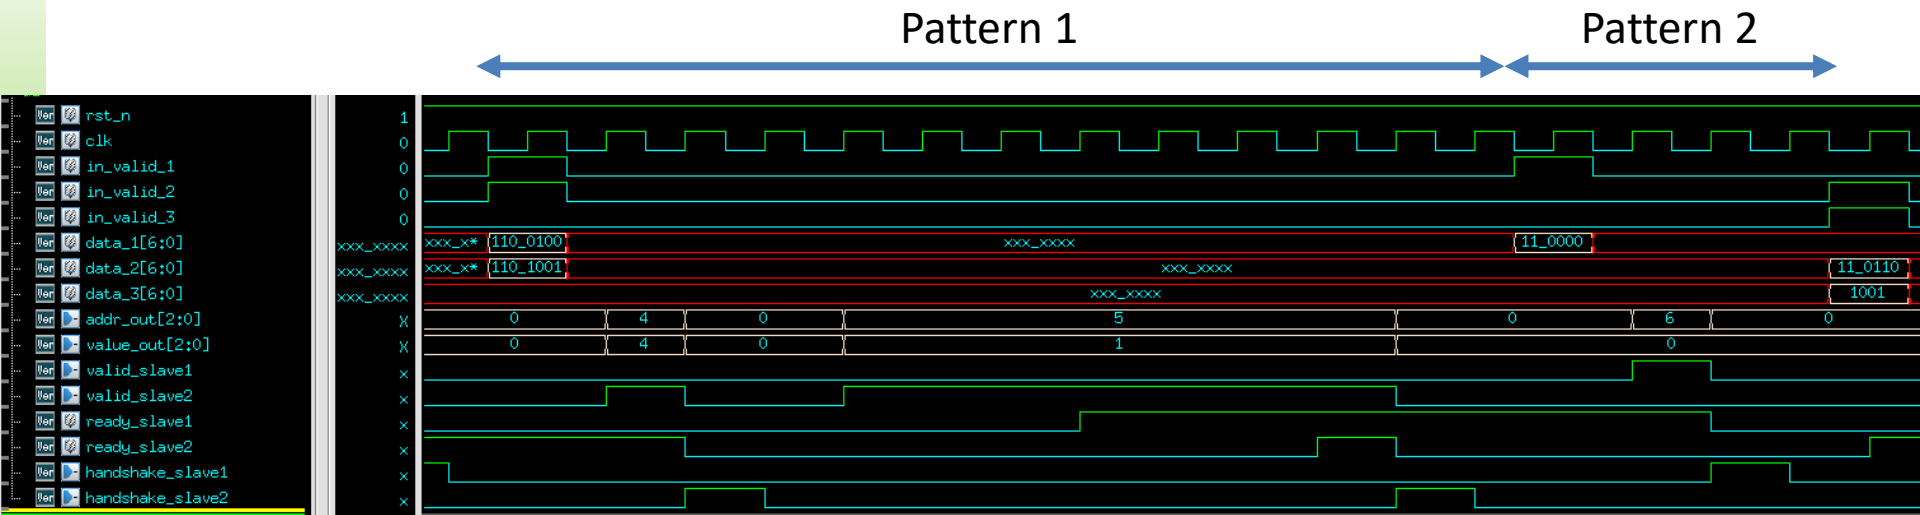 Pattern 1 Pattern 2
rst_n 1
clk 0
in_valid_1 0
in_valid_2 0
in_valid_3 0
data_1[6:0] xxx_xxxx xxx_x* 110_0100 xxx_xxxx 11_0000
data_2[6:0] xxx_xxxx xxx_x* 110_1001 xxx_xxxx 11_0110
data_3[6:0] xxx_xxxx xxx_xxxx 1001
addr_out[2:0] X 0 4 0 5 0 6 0
value_out[2:0] X 0 4 0 1 0
valid_slave1 x
valid_slave2 x
ready_slave1 x
ready_slave2 x
handshake_slave1 x
handshake_slave2 x